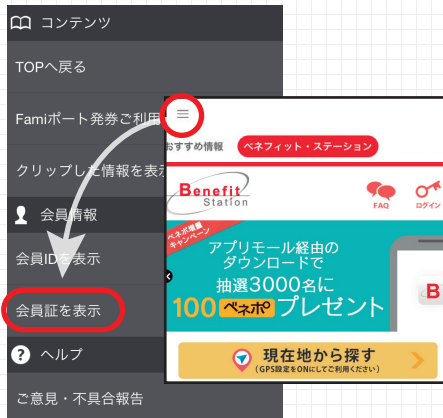 コンテンツ
TOPへ戻る
Famiポート発券ご利用
クリップした情報を表
会員情報
会員IDを表示
会員証を表示
ヘルプ
ご意見・不具合報告
おすすめ情報
ベネフィット・ステーション
Benefit
Station
FAQ
ログイン
ベネポ増量
キャンペーン
アプリモール経由の
ダウンロードで
抽選3000名に
100 ベネポ プレゼント
B
現在地から探す
(GPS設定をONにしてご利用ください)